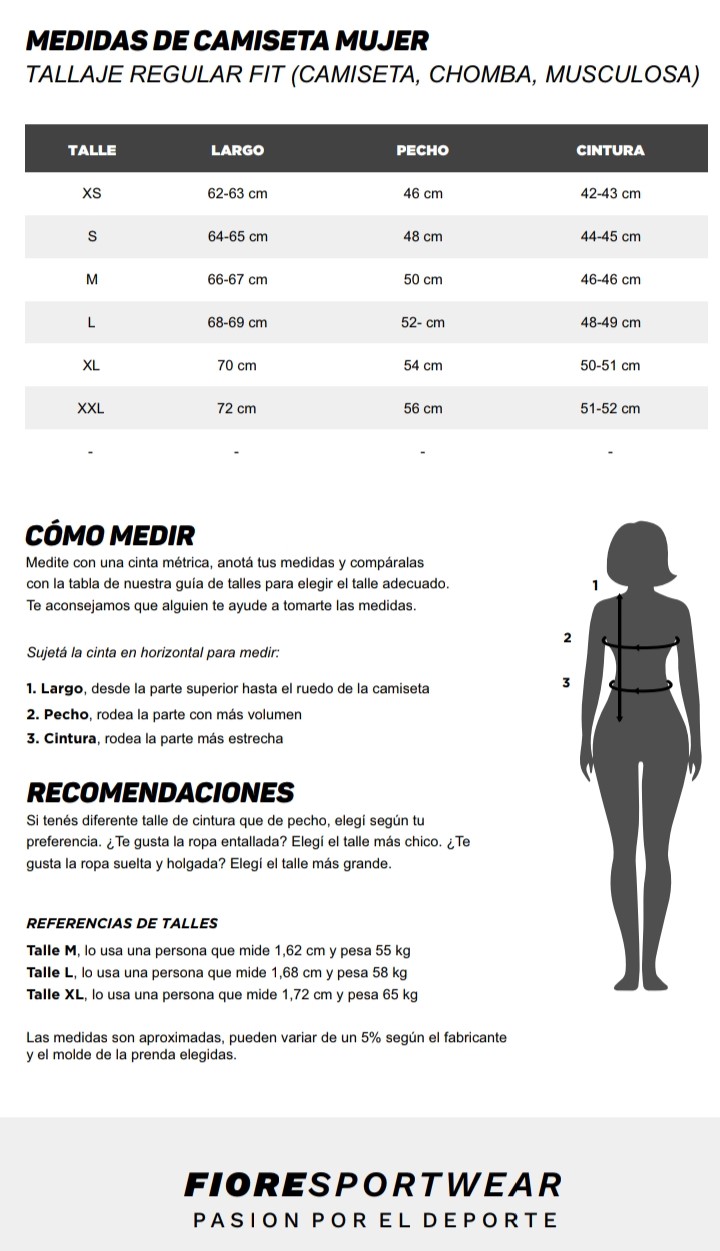 MEDIDAS DE CAMISETA MUJER
TALLAJE REGULAR FIT (CAMISETA, CHOMBA, MUSCULOSA)
TALLE LARGO PECHO CINTURA
XS 62-63 cm 46 cm 42-43 cm
S 64-65 cm 48 cm 44-45 cm
M 66-67 cm 50 cm 46-46 cm
L 68-69 cm 52- cm 48-49 cm
XL 70 cm 54 cm 50-51 cm
XXL 72 cm 56 cm 51-52 cm
- - - -
CÓMO MEDIR
Medite con una cinta métrica, anotá tus medidas y compáralas
con la tabla de nuestra guía de talles para elegir el talle adecuado.
Te aconsejamos que alguien te ayude a tomarte las medidas.
Sujetá la cinta en horizontal para medir:
1. Largo, desde la parte superior hasta el ruedo de la camiseta
2. Pecho, rodea la parte con más volumen
3. Cintura, rodea la parte más estrecha
1
2
3
RECOMENDACIONES
Si tenés diferente talle de cintura que de pecho, elegí según tu
preferencia. ¿Te gusta la ropa entallada? Elegí el talle más chico. ¿Te
gusta la ropa suelta y holgada? Elegí el talle más grande.
REFERENCIAS DE TALLES
Talle M, lo usa una persona que mide 1,62 cm y pesa 55 kg
Talle L, lo usa una persona que mide 1,68 cm y pesa 58 kg
Talle XL, lo usa una persona que mide 1,72 cm y pesa 65 kg
Las medidas son aproximadas, pueden variar de un 5% según el fabricante
y el molde de la prenda elegidas.
FIORESPORTWEAR
PASION POR EL DEPORTE